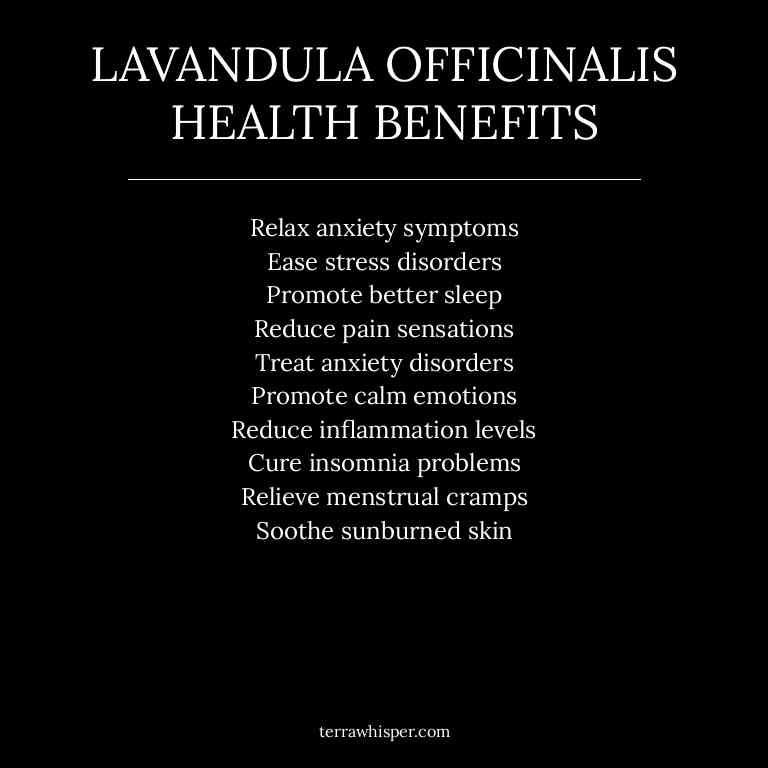 LAVANDULA OFFICINALIS
HEALTH BENEFITS
Relax anxiety symptoms
Ease stress disorders
Promote better sleep
Reduce pain sensations
Treat anxiety disorders
Promote calm emotions
Reduce inflammation levels
Cure insomnia problems
Relieve menstrual cramps
Soothe sunburned skin
terrawhisper.com